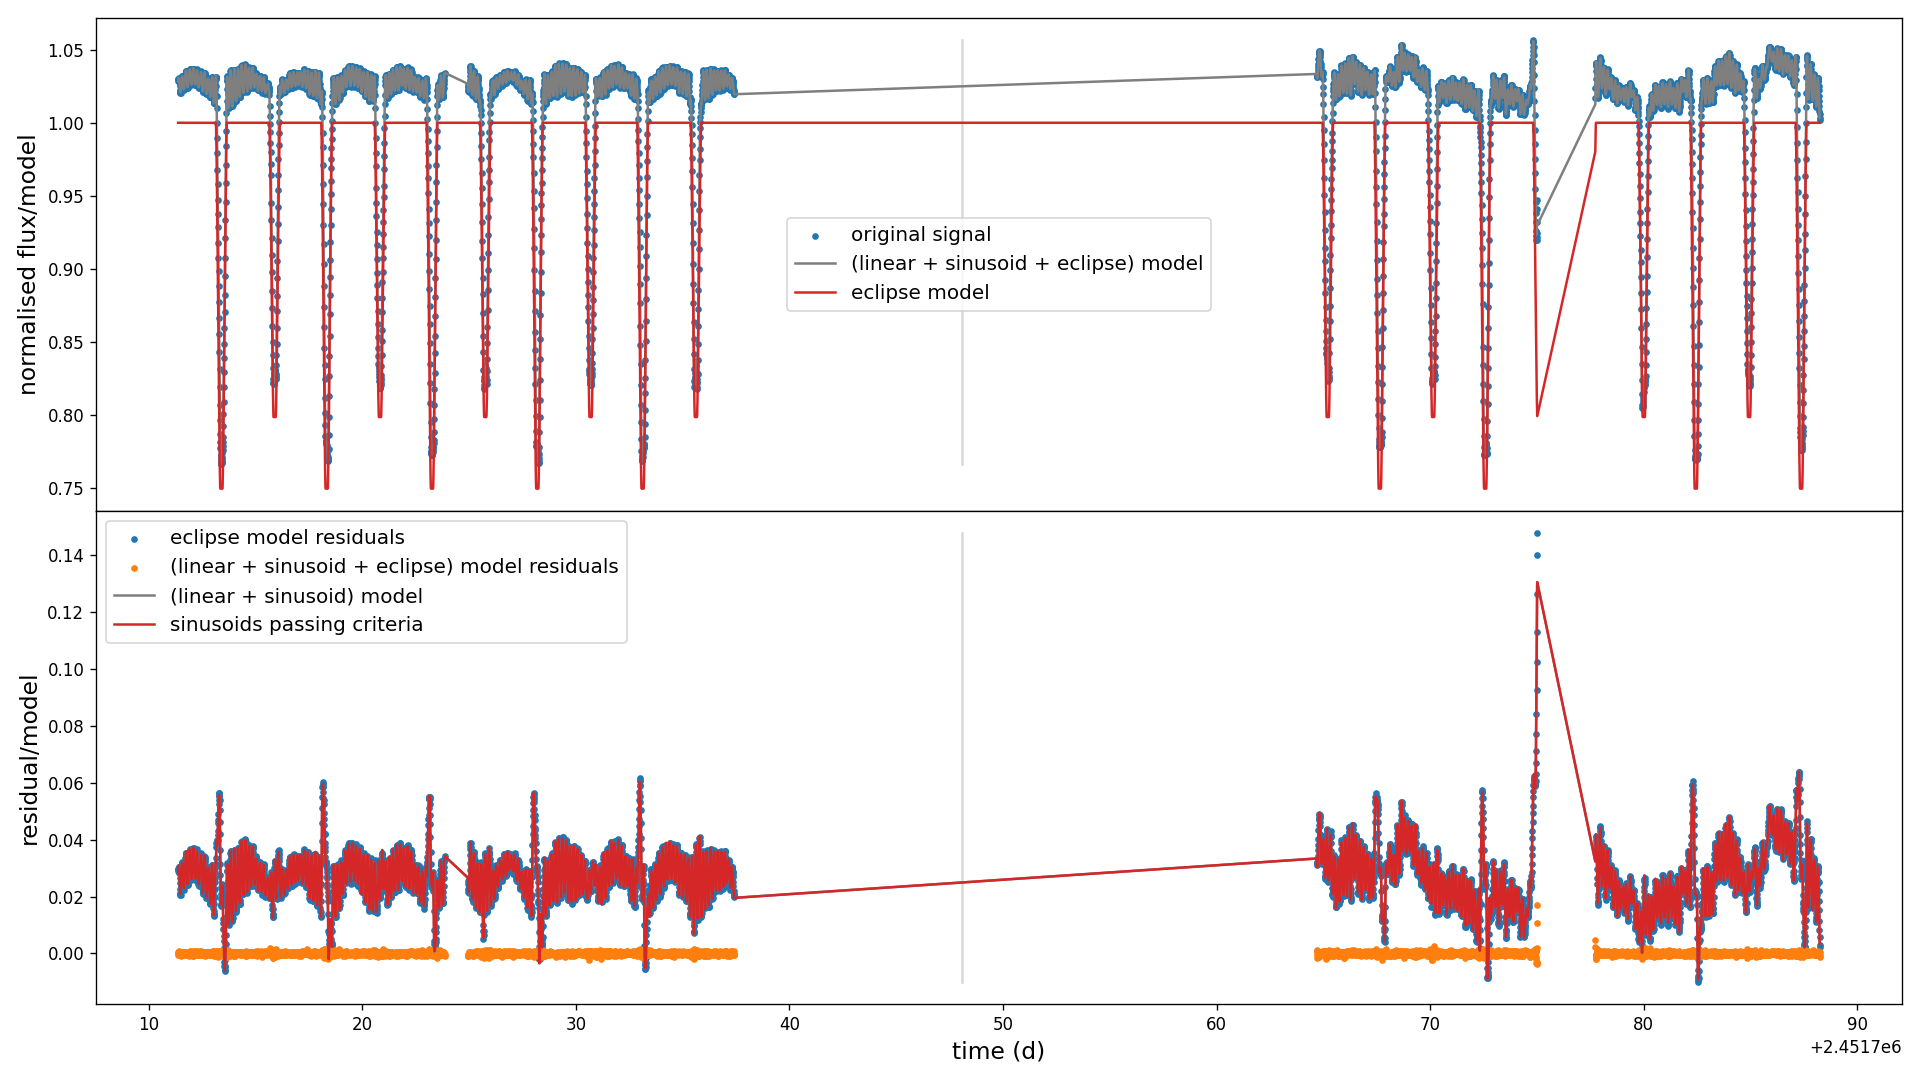 1.05
1.00
0.95
0.90
0.85
0.80
0.75
normalised flux/model
original signal
(linear + sinusoid + eclipse) model
eclipse model
0.14
0.12
0.10
0.08
0.06
0.04
0.02
0.00
residual/model
eclipse model residuals
(linear + sinusoid + eclipse) model residuals
(linear + sinusoid) model
sinusoids passing criteria
10 20 30 40 50 60 70 80 90
time (d)
+2.4517e6